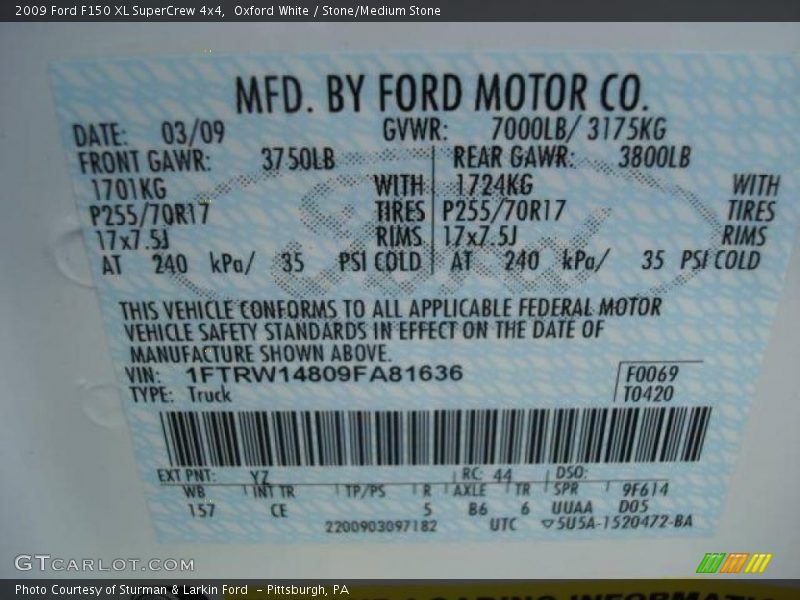 2009 Ford F150 XL SuperCrew 4x4, Oxford White / Stone/Medium Stone
MFD. BY FORD MOTOR CO.
DATE: 03/09 GVWR: 7000LB/ 3175KG
FRONT GAWR: 3750LB REAR GAWR: 3800LB
1701KG WITH 1724KG WITH
P255/70R17 TIRES P255/70R17 TIRES
17x7.5J RIMS 17x7.5J RIMS
AT 240 kPa/ 35 PSI COLD AT 240 kPa/ 35 PSI COLD
THIS VEHICLE CONFORMS TO ALL APPLICABLE FEDERAL MOTOR
VEHICLE SAFETY STANDARDS IN EFFECT ON THE DATE OF
MANUFACTURE SHOWN ABOVE.
VIN: 1FTRW14809FA81636 F0069
TYPE: Truck T0420
EXT PNT: YZ RC: 44 DSO:
WB INT TR TP/PS R AXLE TR SPR 9F614
157 CE 5 B6 6 UUAA D05
2200903097182 UTC ▽5U5A-1520472-BA
GTCARLOT.COM
Photo Courtesy of Sturman & Larkin Ford - Pittsburgh, PA